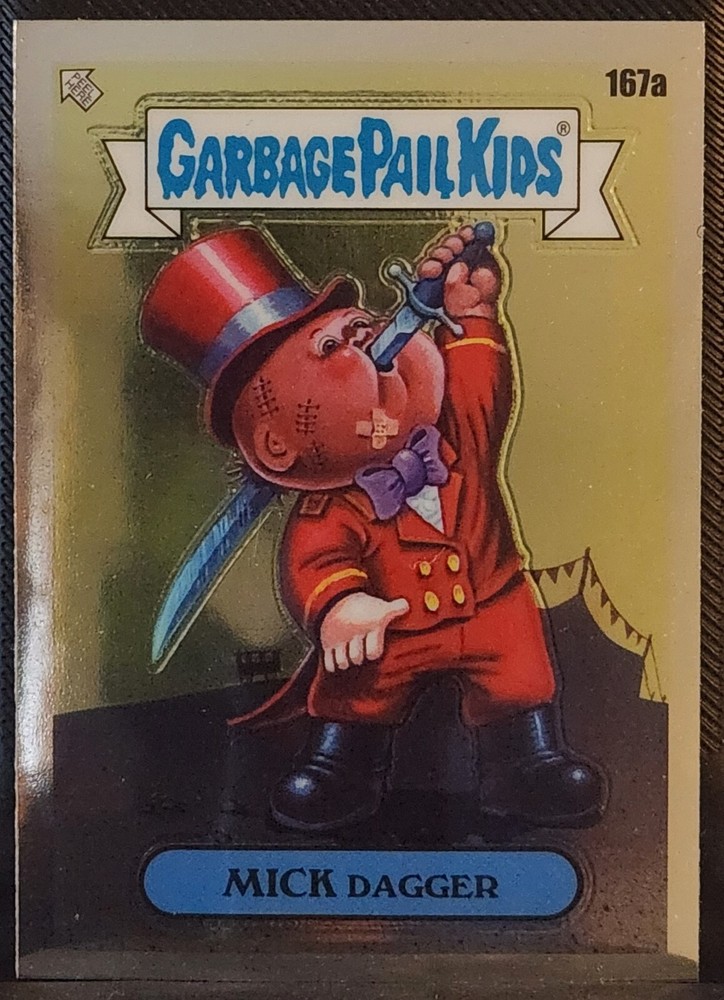 PEEL HERE
167a
GARBAGE PAIL KIDS®
MICK DAGGER